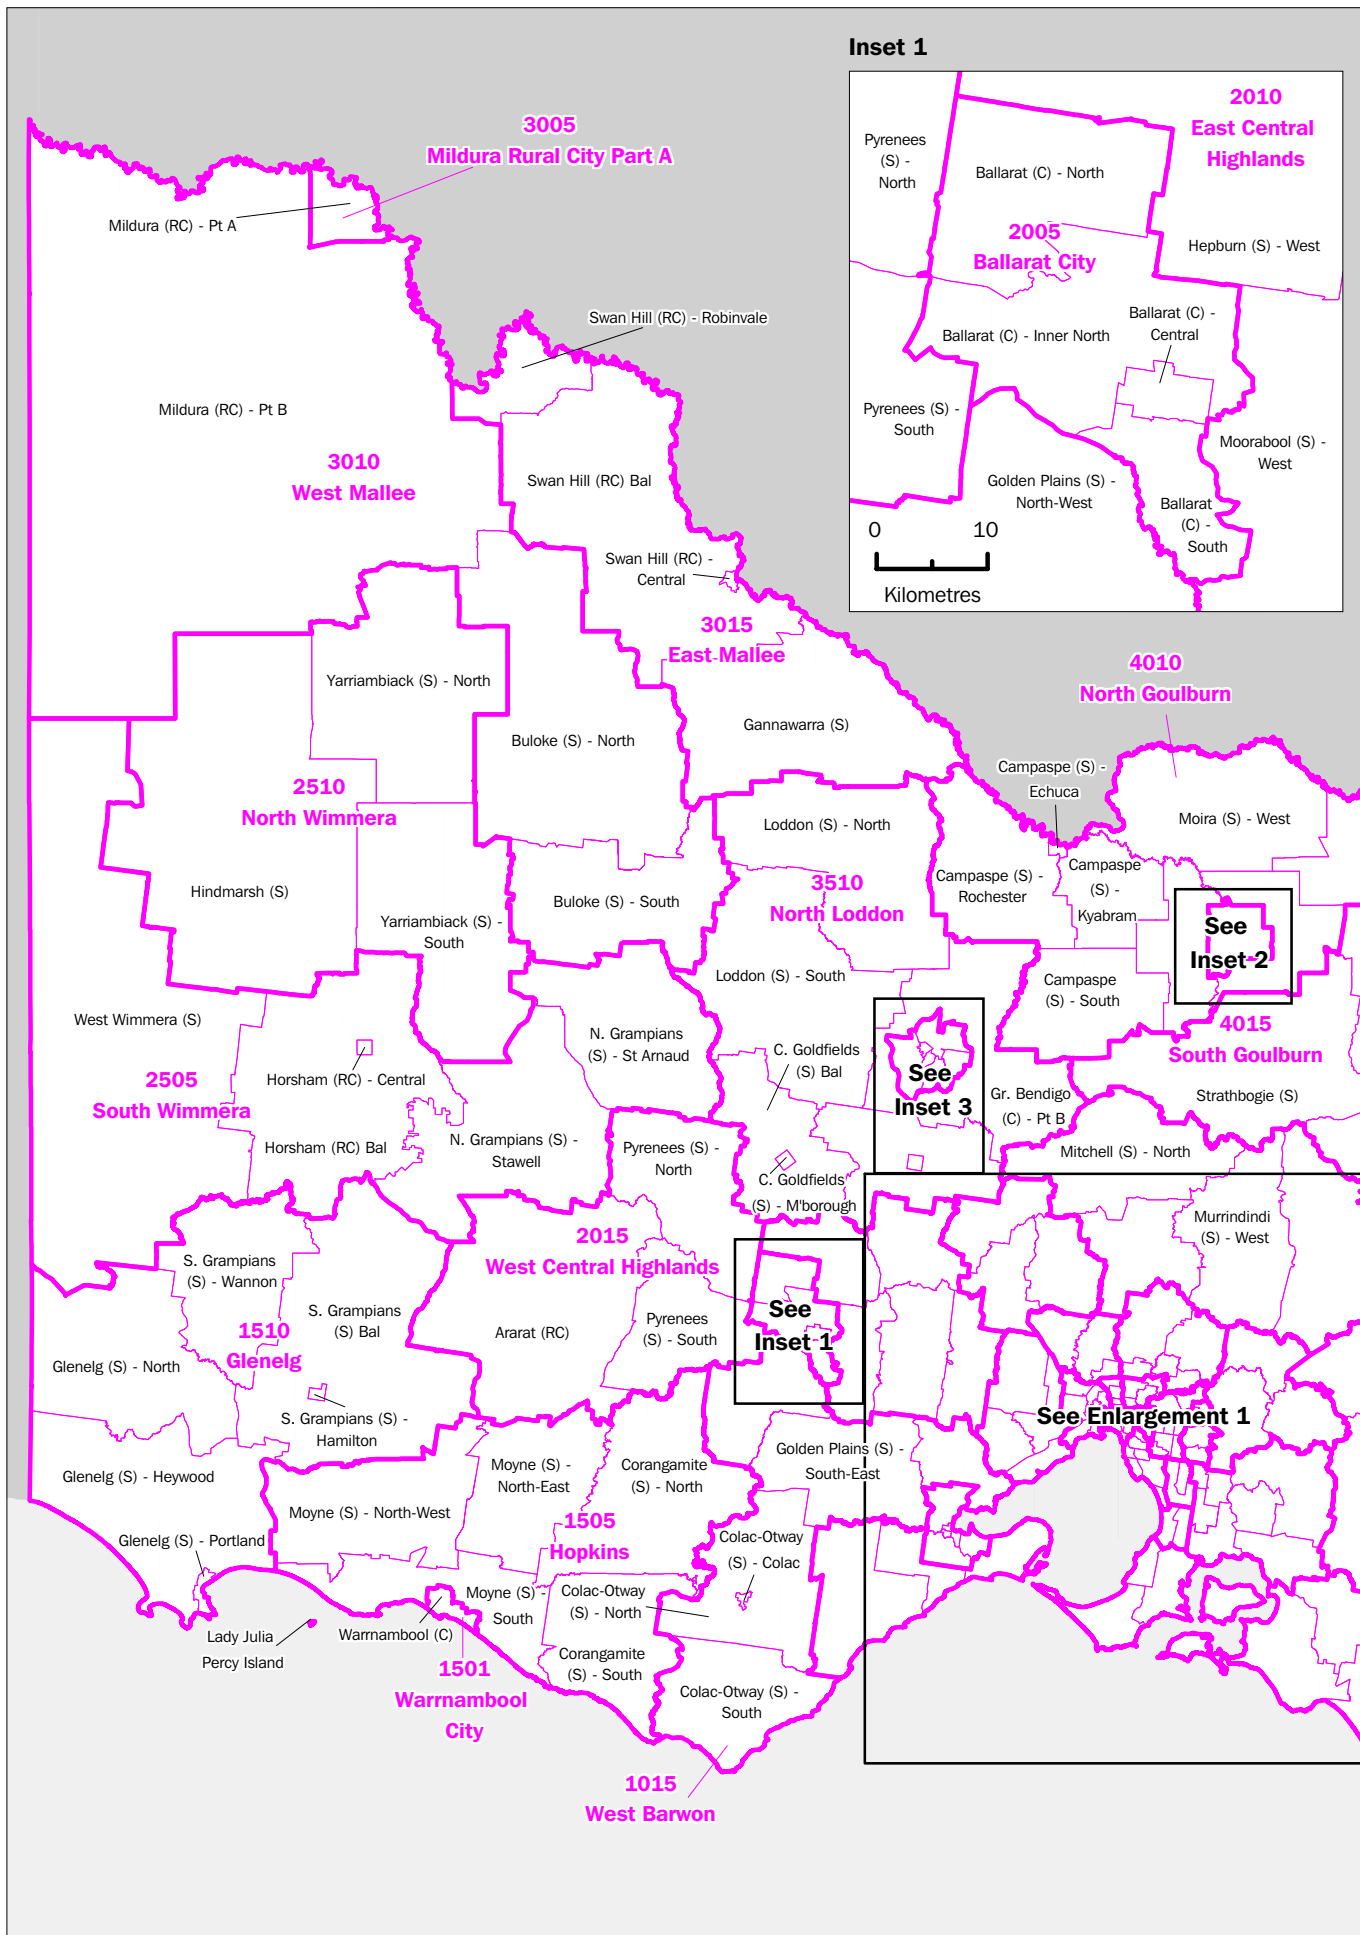 Inset 1
2010
East Central
Highlands
Pyrenees
(S) -
North
Ballarat (C) - North
2005
Ballarat City
Hepburn (S) - West
Ballarat (C) - Inner North
Ballarat (C) -
Central
Pyrenees (S) -
South
Moorabool (S) -
West
Golden Plains (S) -
North-West
Ballarat
(C) -
South
0 10
Kilometres
3005
Mildura Rural City Part A
Mildura (RC) - Pt A
Swan Hill (RC) - Robinvale
Mildura (RC) - Pt B
3010
West Mallee
Swan Hill (RC) Bal
Swan Hill (RC) -
Central
3015
East Mallee
4010
North Goulburn
Yarriambiack (S) - North
Buloke (S) - North
Gannawarra (S)
Campaspe (S) -
Echuca
2510
North Wimmera
Loddon (S) - North
Moira (S) - West
Hindmarsh (S)
Yarriambiack (S) -
South
Buloke (S) - South
3510
North Loddon
Campaspe (S) -
Rochester
Campaspe
(S) -
Kyabram
See
Inset 2
Loddon (S) - South
Campaspe
(S) - South
West Wimmera (S)
N. Grampians
(S) - St Arnaud
4015
South Goulburn
Horsham (RC) - Central
C. Goldfields
(S) Bal
See
Inset 3
2505
South Wimmera
Gr. Bendigo
(C) - Pt B
Strathbogie (S)
Horsham (RC) Bal
N. Grampians (S) -
Stawell
Pyrenees (S) -
North
Mitchell (S) - North
C. Goldfields
(S) - M'borough
2015
West Central Highlands
Murrindindi
(S) - West
S. Grampians
(S) - Wannon
S. Grampians
(S) Bal
1510
Glenelg
Ararat (RC)
Pyrenees
(S) - South
See
Inset 1
Glenelg (S) - North
S. Grampians (S) -
Hamilton
See Enlargement 1
Glenelg (S) - Heywood
Moyne (S) -
North-East
Corangamite
(S) - North
Golden Plains (S) -
South-East
Moyne (S) - North-West
1505
Hopkins
Glenelg (S) - Portland
Colac-Otway
(S) - Colac
Moyne (S) -
South
Colac-Otway
(S) - North
Lady Julia
Percy Island
Warrnambool (C)
Corangamite
(S) - South
1501
Warrnambool
City
Colac-Otway (S) -
South
1015
West Barwon